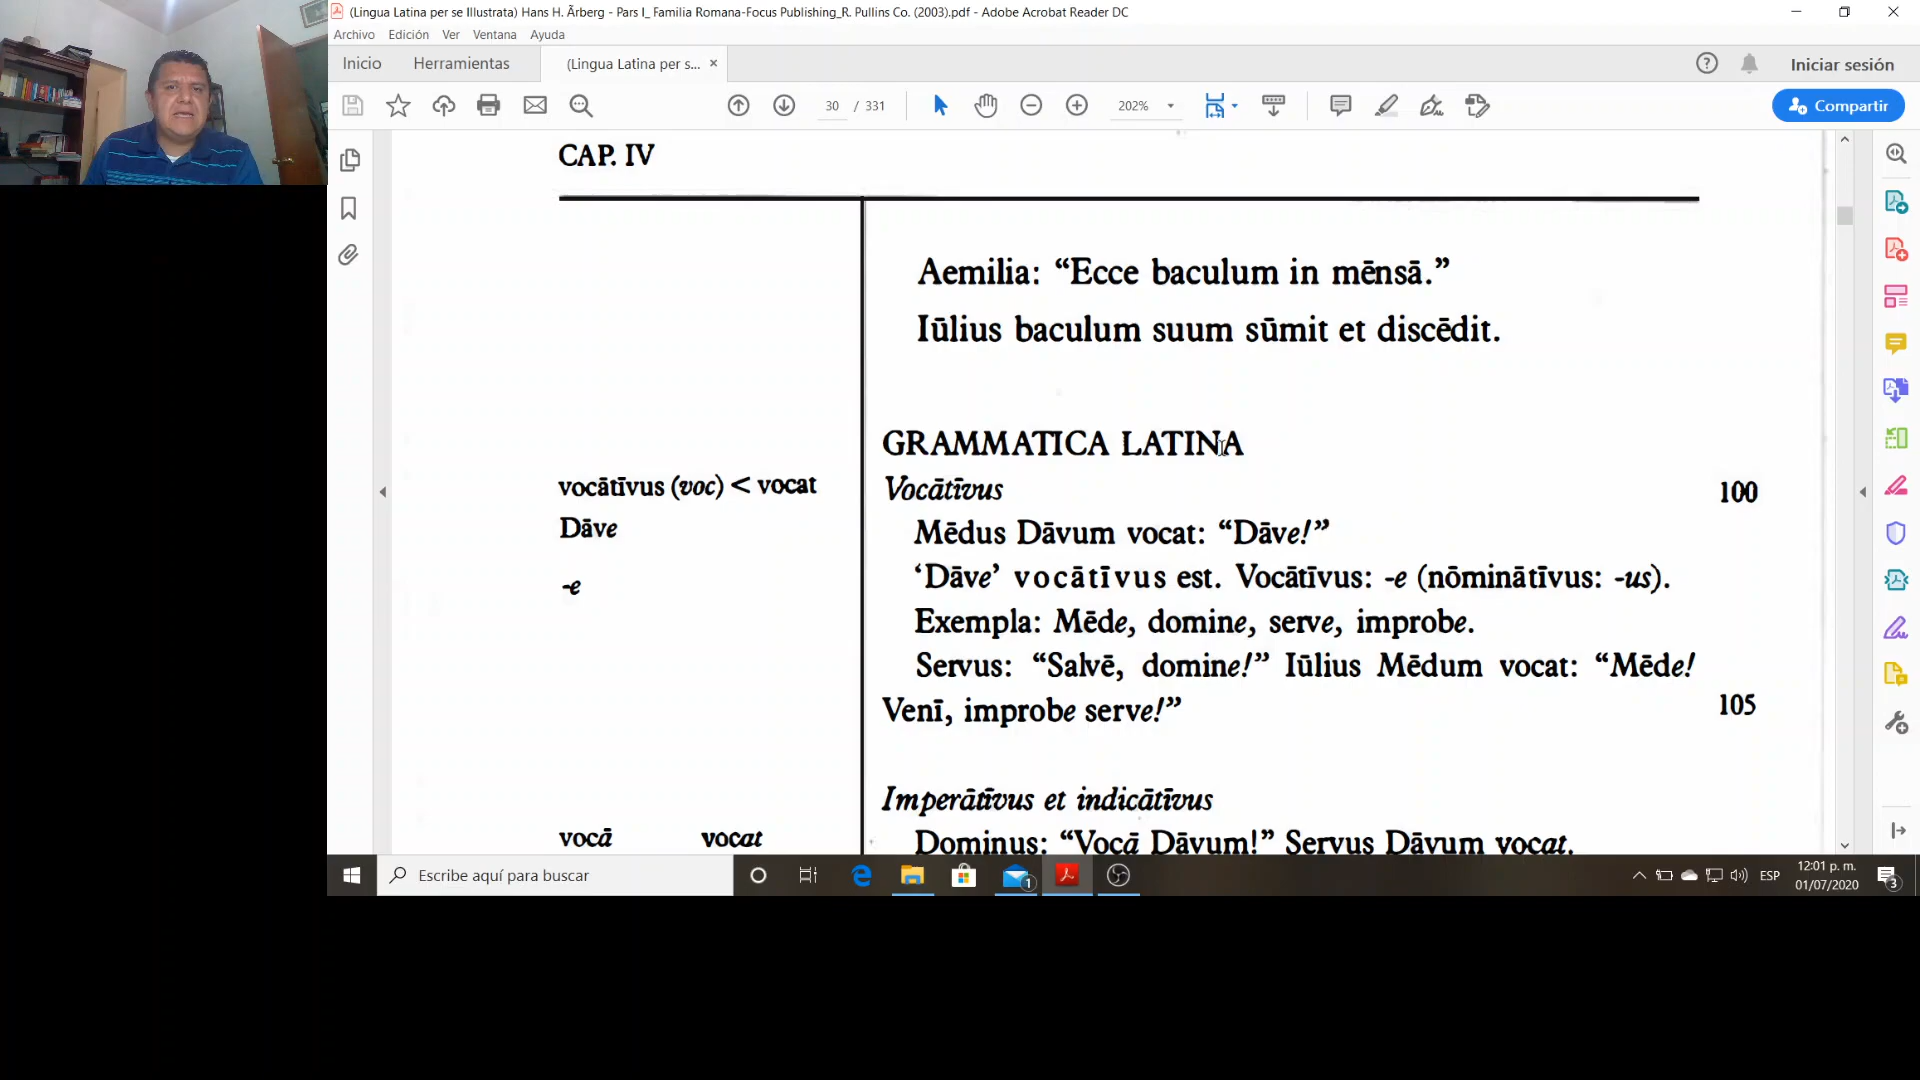 (Lingua Latina per se Illustrata) Hans H. Ãrberg - Pars I_ Familia Romana-Focus Publishing_R. Pullins Co. (2003).pdf - Adobe Acrobat Reader DC
Archivo Edición Ver Ventana Ayuda
Inicio Herramientas (Lingua Latina per s... × Iniciar sesión
30 / 331 202% Compartir
CAP. IV
Aemilia: “Ecce baculum in mēnsā.”
Iūlius baculum suum sūmit et discēdit.
GRAMMATICA LATINA
vocātīvus (voc) < vocat
Dāve
-e
Vocātīvus 100
Mēdus Dāvum vocat: “Dāve!”
‘Dāve’ vocātīvus est. Vocātīvus: -e (nōminātīvus: -us).
Exempla: Mēde, domine, serve, improbe.
Servus: “Salvē, domine!” Iūlius Mēdum vocat: “Mēde!
Venī, improbe serve!” 105
Imperātīvus et indicātīvus
vocā vocat
Dominus: “Vocā Dāvum!” Servus Dāvum vocat.
Escribe aquí para buscar
1
ESP
12:01 p. m.
01/07/2020
3